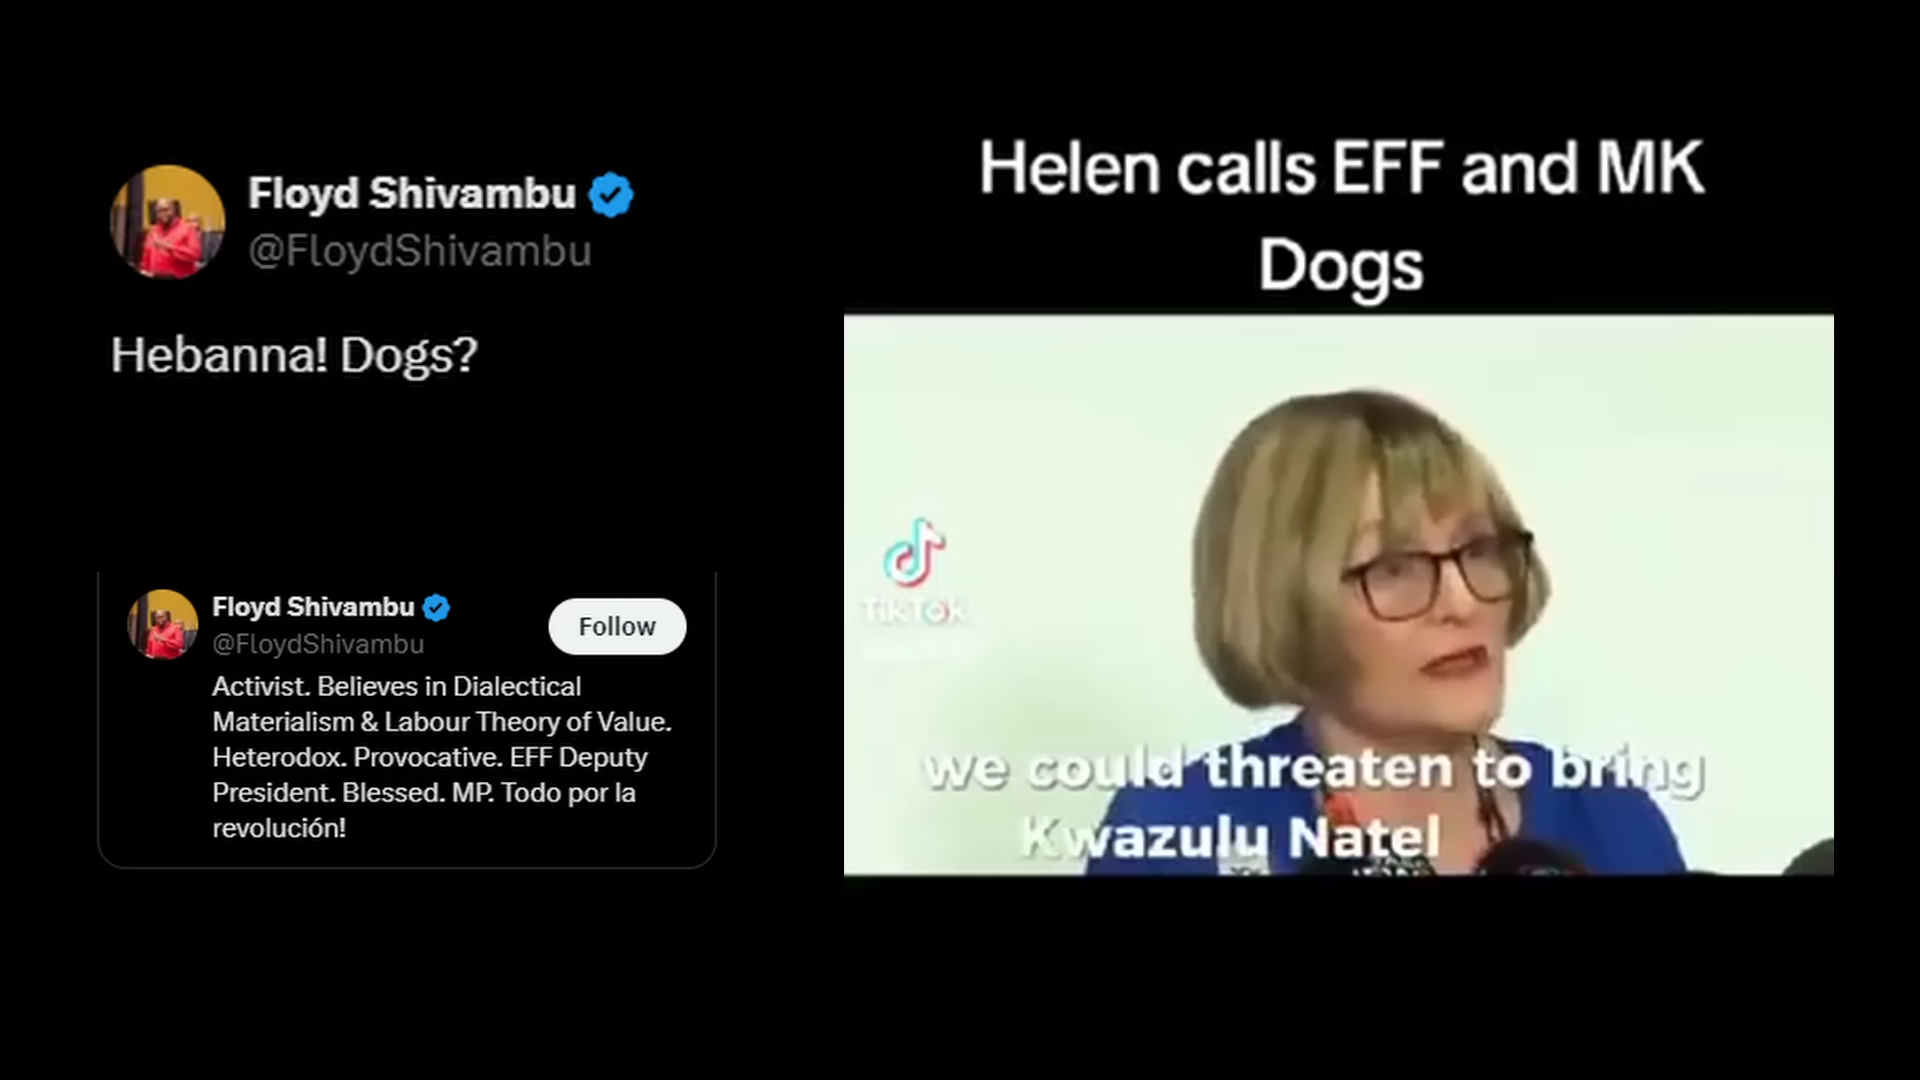 Floyd Shivambu
@FloydShivambu
Hebanna! Dogs?
Floyd Shivambu
@FloydShivambu
Follow
Activist. Believes in Dialectical
Materialism & Labour Theory of Value.
Heterodox. Provocative. EFF Deputy
President. Blessed. MP. Todo por la
revolución!
Helen calls EFF and MK
Dogs
TikTok
we could threaten to bring
Kwazulu Natel